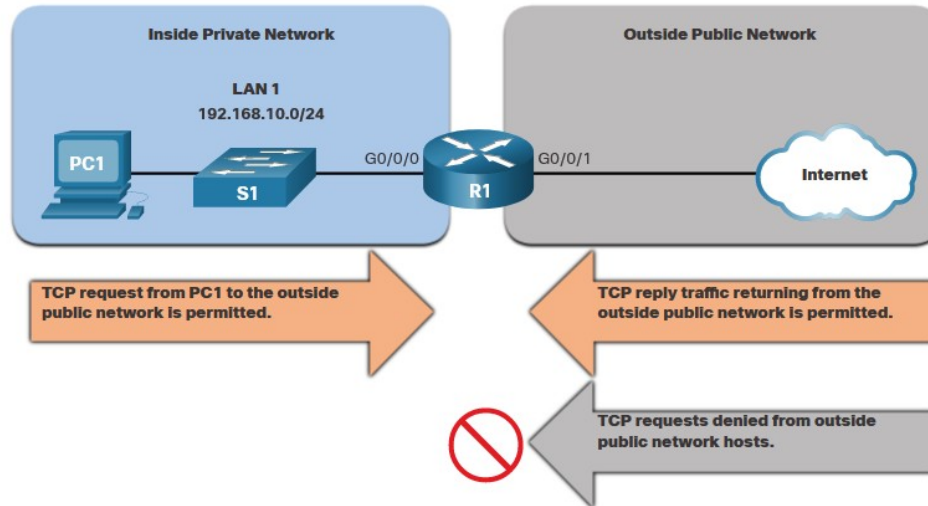 Inside Private Network
Outside Public Network
LAN 1
192.168.10.0/24
PC1
S1
G0/0/0
R1
G0/0/1
Internet
TCP request from PC1 to the outside
public network is permitted.
TCP reply traffic returning from the
outside public network is permitted.
TCP requests denied from outside
public network hosts.